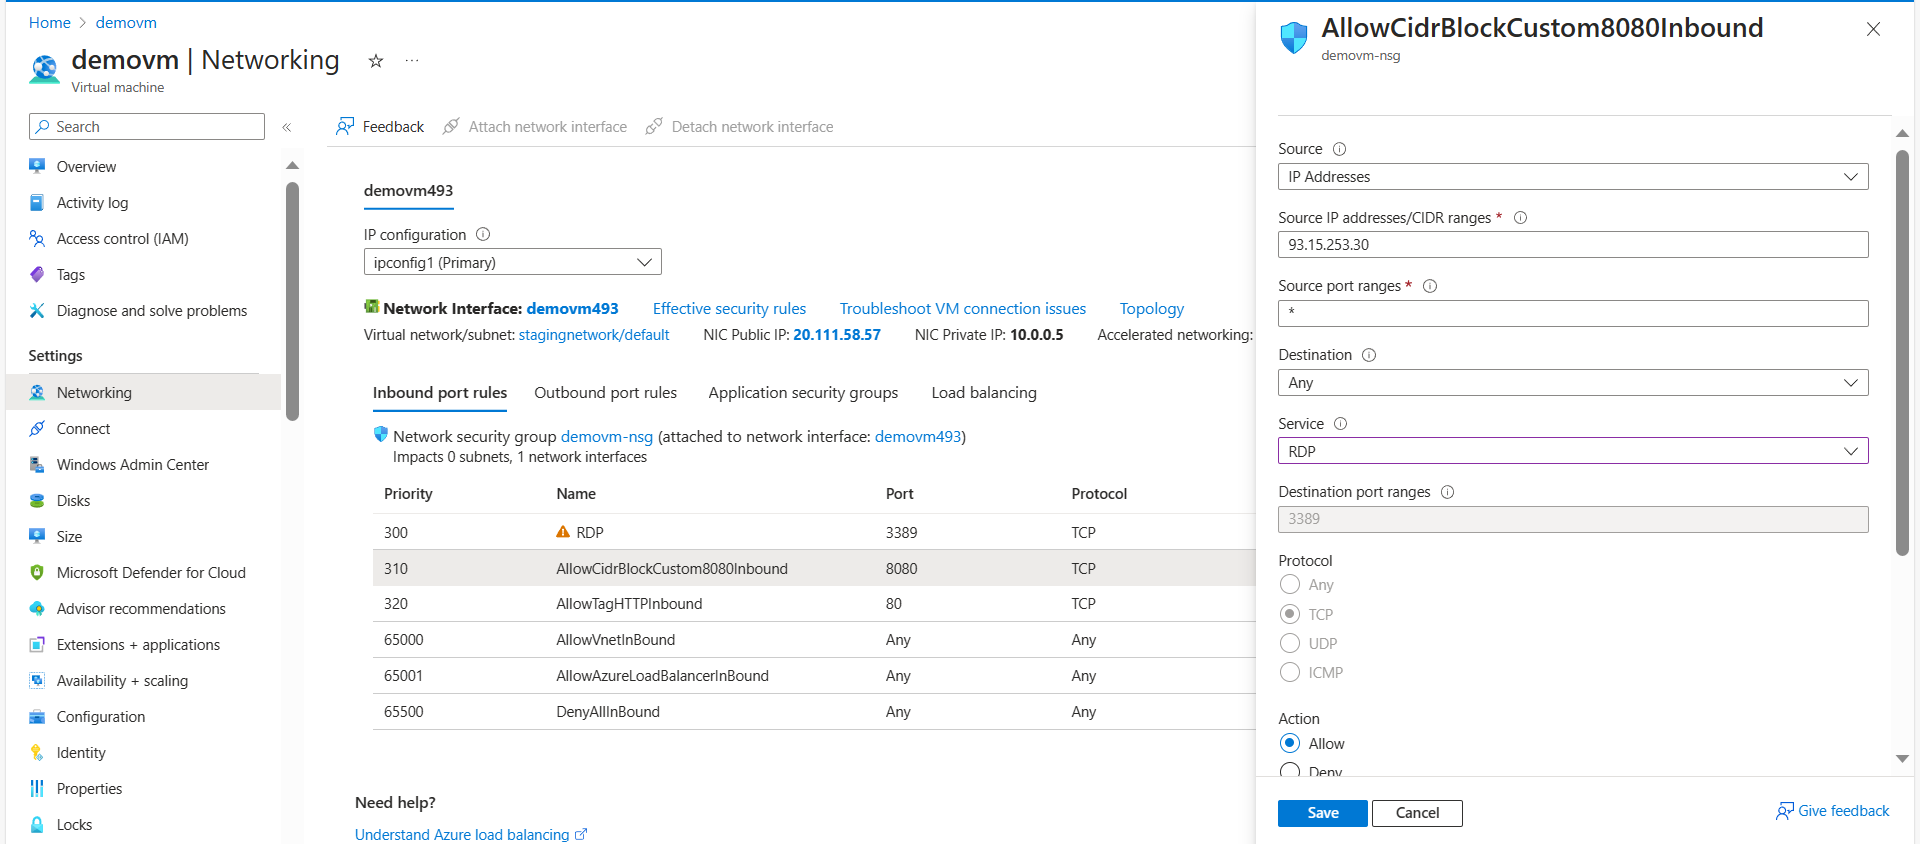 Home > demovm
demovm | Networking ☆ ...
Virtual machine
Search
«
Overview
Activity log
Access control (IAM)
Tags
Diagnose and solve problems
Settings
Networking
Connect
Windows Admin Center
Disks
Size
Microsoft Defender for Cloud
Advisor recommendations
Extensions + applications
Availability + scaling
Configuration
Identity
Properties
Locks
Feedback Attach network interface Detach network interface
demovm493
IP configuration
ipconfig1 (Primary)
Network Interface: demovm493 Effective security rules Troubleshoot VM connection issues Topology
Virtual network/subnet: stagingnetwork/default NIC Public IP: 20.111.58.57 NIC Private IP: 10.0.0.5 Accelerated networking:
Inbound port rules Outbound port rules Application security groups Load balancing
Network security group demovm-nsg (attached to network interface: demovm493)
Impacts 0 subnets, 1 network interfaces
Priority Name Port Protocol
300 RDP 3389 TCP
310 AllowCidrBlockCustom8080Inbound 8080 TCP
320 AllowTagHTTPInbound 80 TCP
65000 AllowVnetInBound Any Any
65001 AllowAzureLoadBalancerInBound Any Any
65500 DenyAllInBound Any Any
Need help?
Understand Azure load balancing
AllowCidrBlockCustom8080Inbound
demovm-nsg
Source
IP Addresses
Source IP addresses/CIDR ranges *
93.15.253.30
Source port ranges *
*
Destination
Any
Service
RDP
Destination port ranges
3389
Protocol
Any
TCP
UDP
ICMP
Action
Allow
Deny
Save Cancel Give feedback